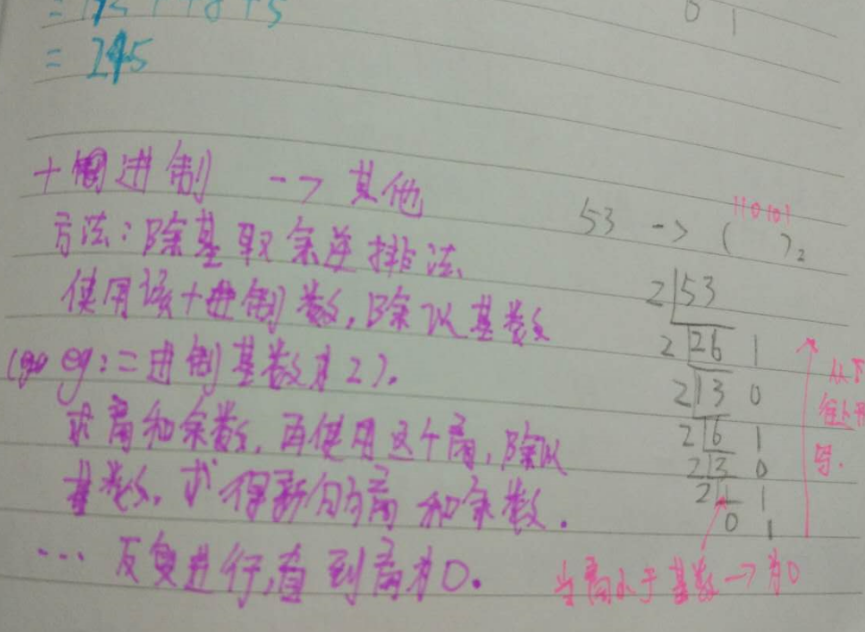 = 245
0 1
十进制 --> 其他
方法：除基取余逆排法
使用该十进制数，除以基数
(eg：二进制基数为2)。
求商和余数，再使用这个商，除以
基数，求得新的商和余数.
… 反复进行，直到商为0.
53 -> ( 110101 )₂
2 53
2 26 1
2 13 0
2 6 1
2 3 0
2 1 1
0 1
从下
往上
写.
当商小于基数 -> 为0